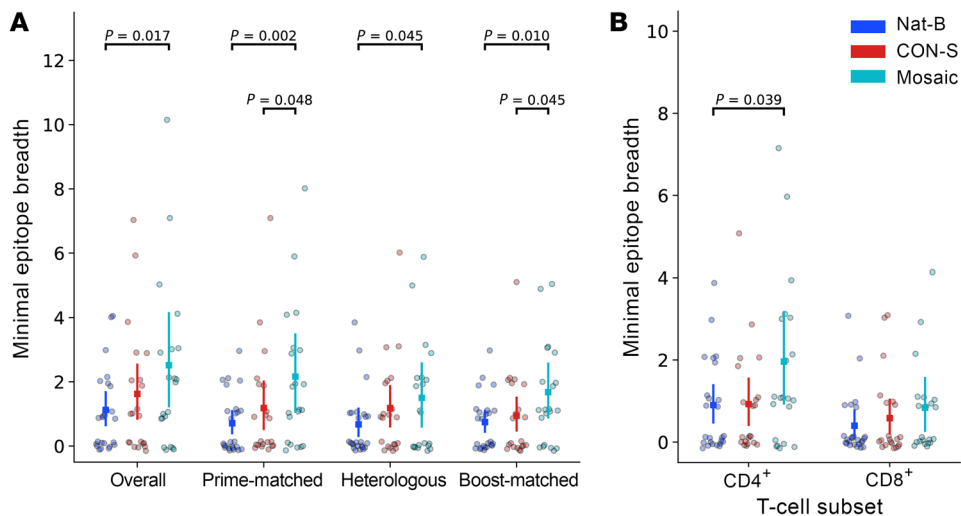 A
P = 0.017
P = 0.002
P = 0.045
P = 0.010
P = 0.048
P = 0.045
Minimal epitope breadth
12
10
8
6
4
2
0
Overall
Prime-matched
Heterologous
Boost-matched
B
Nat-B
CON-S
Mosaic
P = 0.039
Minimal epitope breadth
10
8
6
4
2
0
CD4+
CD8+
T-cell subset